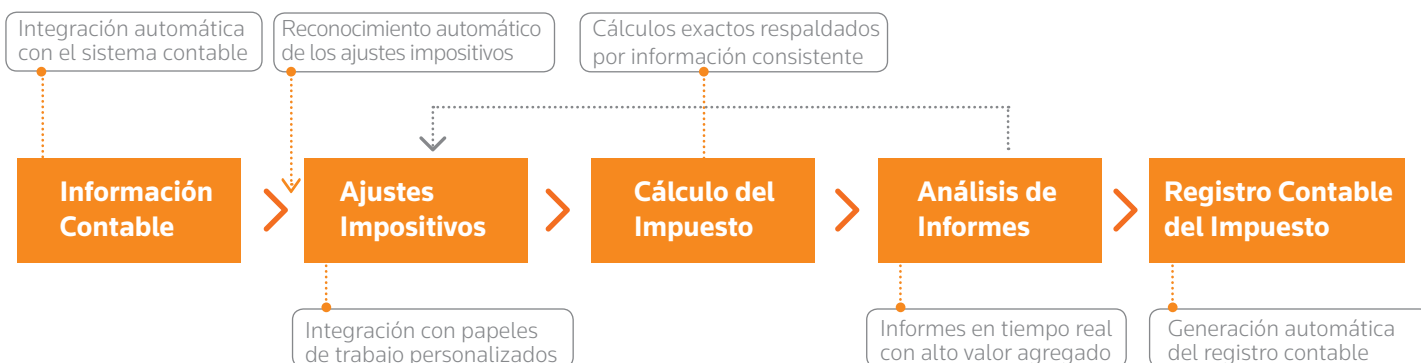 Integración automática
con el sistema contable
Reconocimiento automático
de los ajustes impositivos
Cálculos exactos respaldados
por información consistente
Información
Contable
Ajustes
Impositivos
Cálculo del
Impuesto
Análisis de
Informes
Registro Contable
del Impuesto
Integración con papeles
de trabajo personalizados
Informes en tiempo real
con alto valor agregado
Generación automática
del registro contable